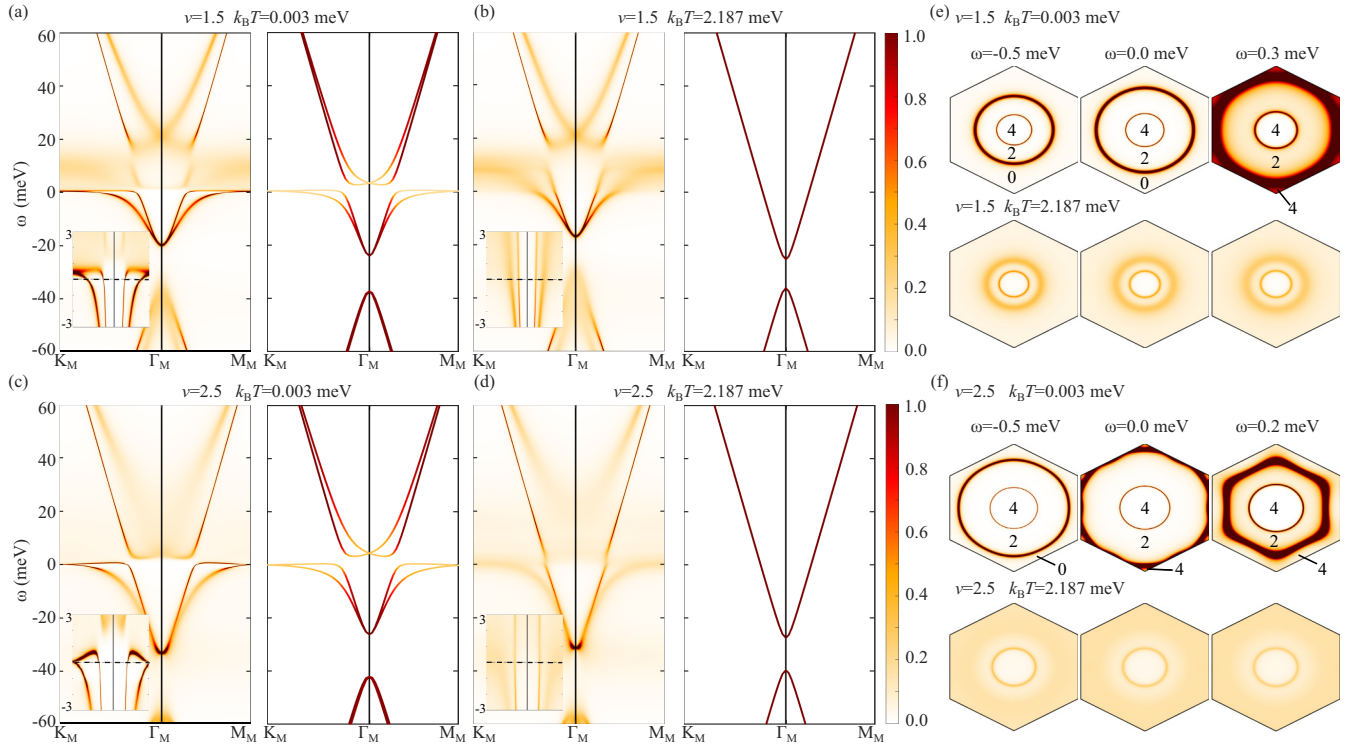 (a) ν=1.5 k_BT=0.003 meV
(b) ν=1.5 k_BT=2.187 meV
60
40
20
0
-20
-40
-60
ω (meV)
3
-3
3
-3
K_M Γ_M M_M
K_M Γ_M M_M
K_M Γ_M M_M
K_M Γ_M M_M
1.0
0.8
0.6
0.4
0.2
0.0
(e) ν=1.5 k_BT=0.003 meV
ω=-0.5 meV ω=0.0 meV ω=0.3 meV
4 4 4
2 2 2
0 0
4
ν=1.5 k_BT=2.187 meV
(c) ν=2.5 k_BT=0.003 meV
(d) ν=2.5 k_BT=2.187 meV
60
40
20
0
-20
-40
-60
ω (meV)
3
-3
3
-3
K_M Γ_M M_M
K_M Γ_M M_M
K_M Γ_M M_M
K_M Γ_M M_M
1.0
0.8
0.6
0.4
0.2
0.0
(f) ν=2.5 k_BT=0.003 meV
ω=-0.5 meV ω=0.0 meV ω=0.2 meV
4 4 4
2 2 2
0 4 4
ν=2.5 k_BT=2.187 meV